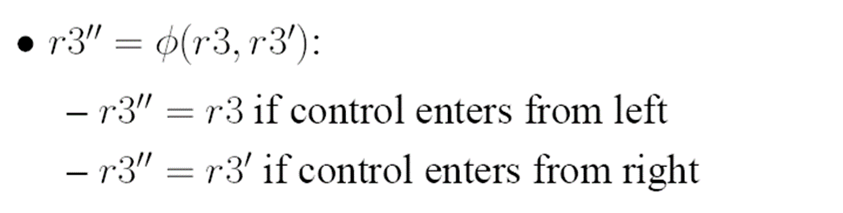 • r3′′ = ϕ(r3, r3′):
– r3′′ = r3 if control enters from left
– r3′′ = r3′ if control enters from right